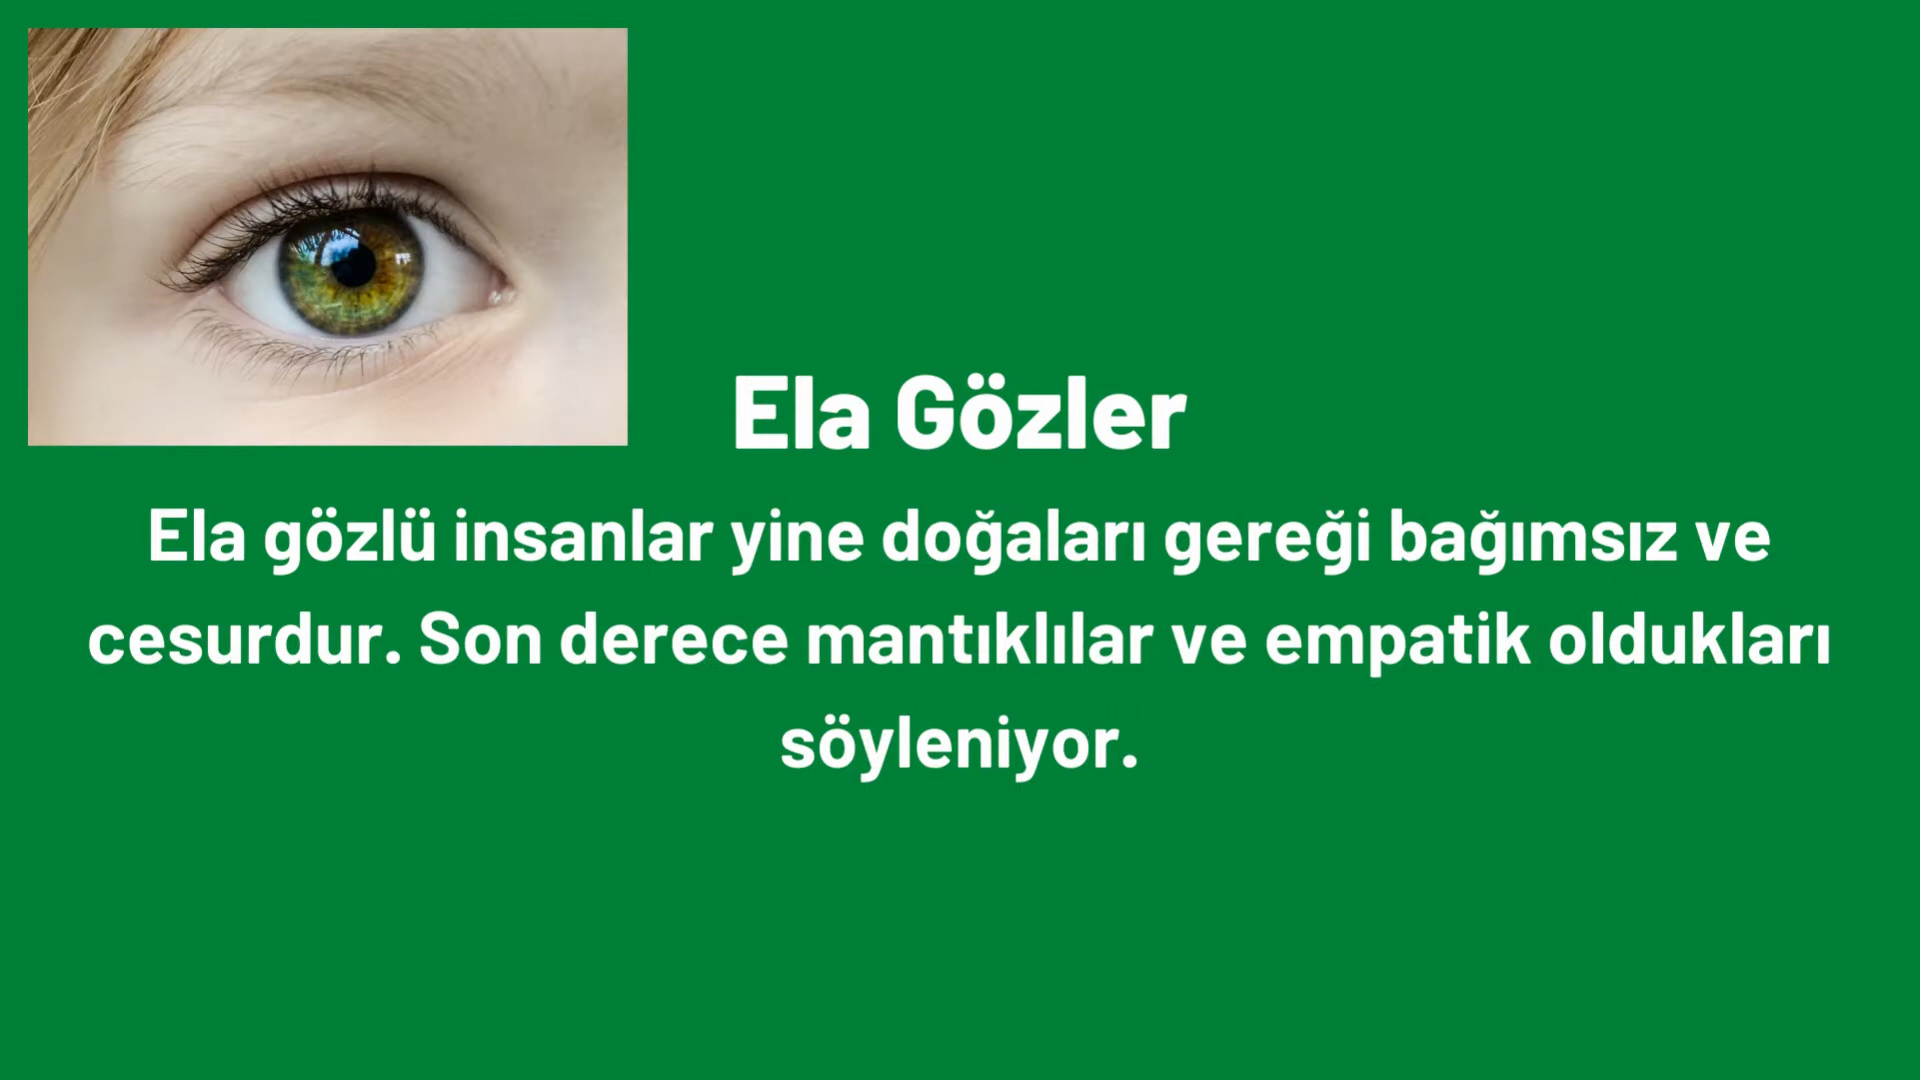 Ela Gözler
Ela gözlü insanlar yine doğaları gereği bağımsız ve
cesurdur. Son derece mantıklılar ve empatik oldukları
söyleniyor.